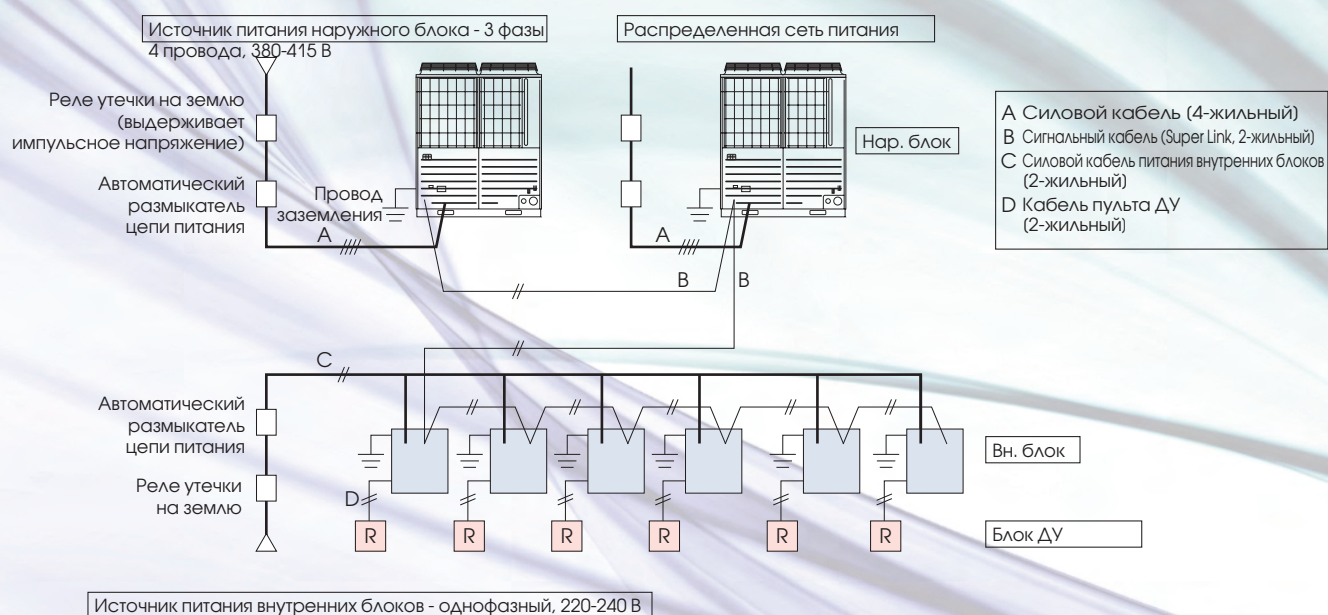 Источник питания наружного блока - 3 фазы
4 провода, 380-415 В
Распределенная сеть питания
Реле утечки на землю
(выдерживает
импульсное напряжение)
Автоматический
размыкатель
цепи питания
Провод
заземления
A
A
Нар. блок
A Силовой кабель (4-жильный)
B Сигнальный кабель (Super Link, 2-жильный)
C Силовой кабель питания внутренних блоков
(2-жильный)
D Кабель пульта ДУ
(2-жильный)
B
B
C
Автоматический
размыкатель
цепи питания
Реле утечки
на землю
D
Вн. блок
R
R
R
R
R
R
Блок ДУ
Источник питания внутренних блоков - однофазный, 220-240 В